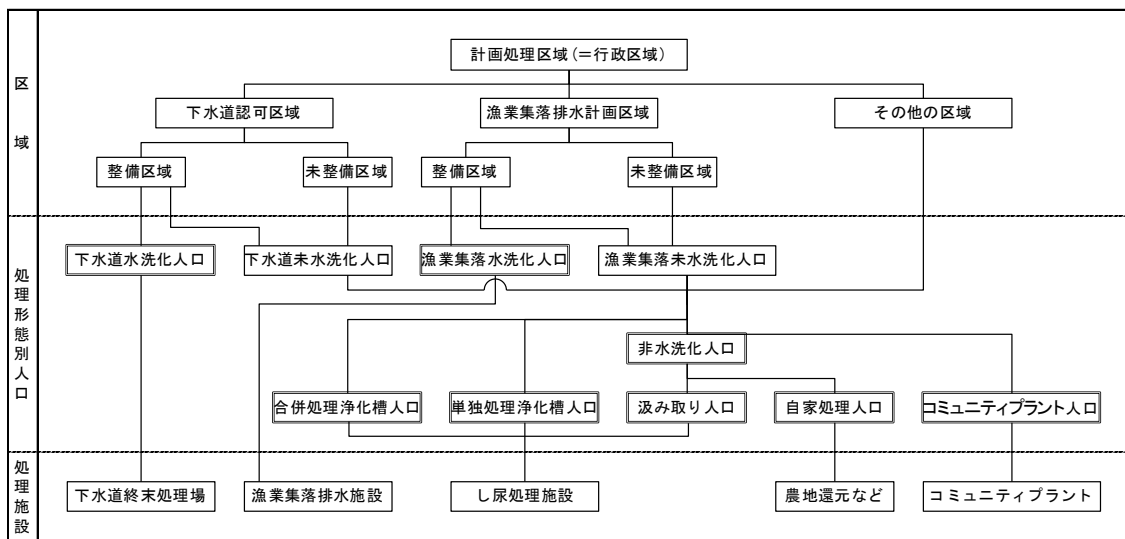 区域
計画処理区域(＝行政区域)
下水道認可区域
漁業集落排水計画区域
その他の区域
整備区域
未整備区域
整備区域
未整備区域
処理形態別人口
下水道水洗化人口
下水道未水洗化人口
漁業集落水洗化人口
漁業集落未水洗化人口
非水洗化人口
合併処理浄化槽人口
単独処理浄化槽人口
汲み取り人口
自家処理人口
コミュニティプラント人口
処理施設
下水道終末処理場
漁業集落排水施設
し尿処理施設
農地還元など
コミュニティプラント